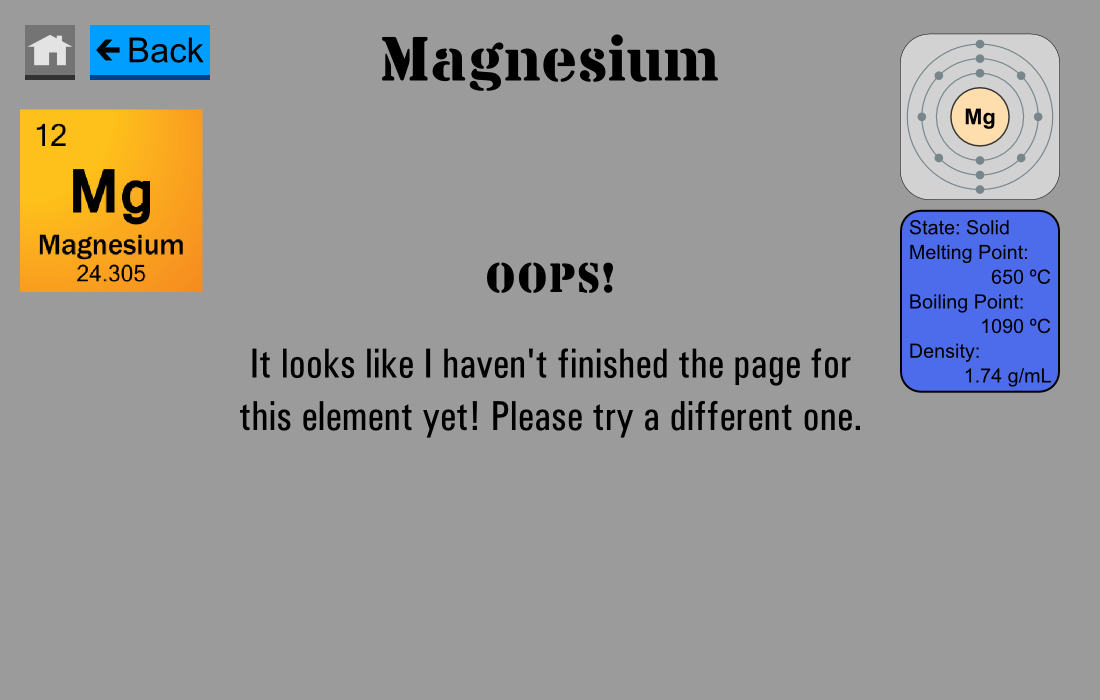 Back
Magnesium
12
Mg
Magnesium
24.305
Mg
State: Solid
Melting Point:
650 ºC
Boiling Point:
1090 ºC
Density:
1.74 g/mL
OOPS!
It looks like I haven't finished the page for
this element yet! Please try a different one.